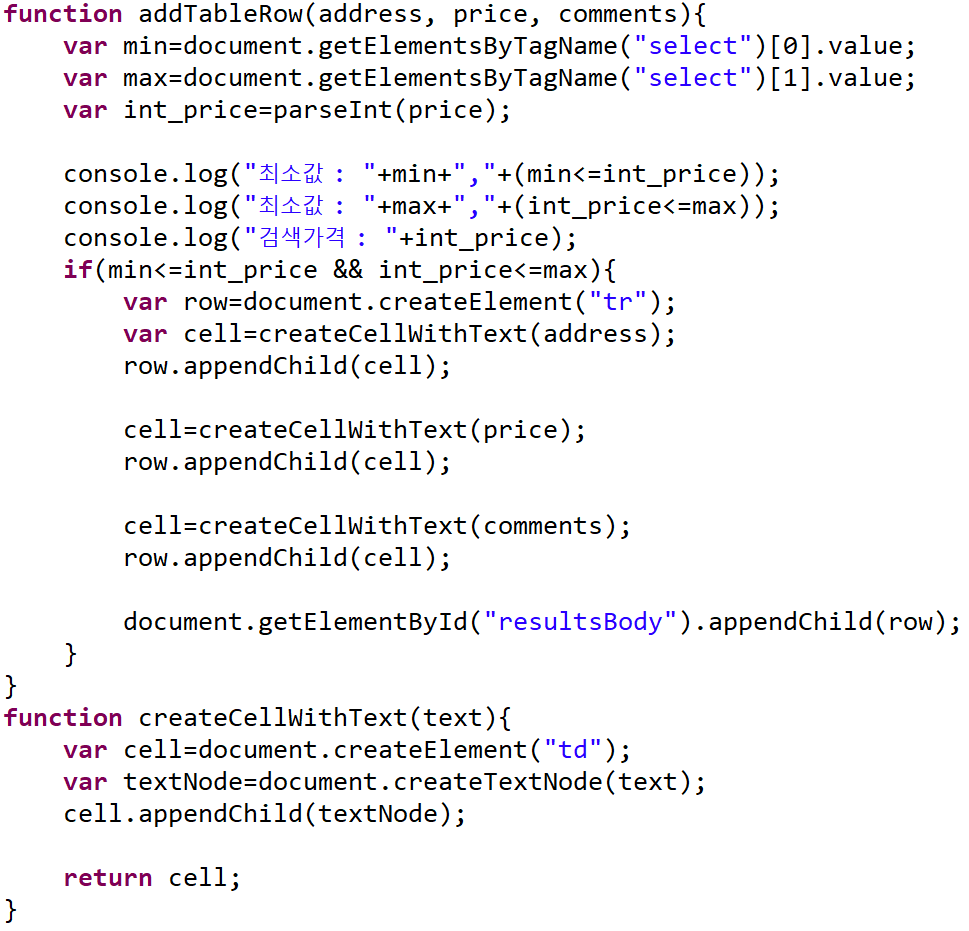 function addTableRow(address, price, comments){
    var min=document.getElementsByTagName("select")[0].value;
    var max=document.getElementsByTagName("select")[1].value;
    var int_price=parseInt(price);

    console.log("최소값 : "+min+","+(min<=int_price));
    console.log("최소값 : "+max+","+(int_price<=max));
    console.log("검색가격 : "+int_price);
    if(min<=int_price && int_price<=max){
        var row=document.createElement("tr");
        var cell=createCellWithText(address);
        row.appendChild(cell);

        cell=createCellWithText(price);
        row.appendChild(cell);

        cell=createCellWithText(comments);
        row.appendChild(cell);

        document.getElementById("resultsBody").appendChild(row);
    }
}
function createCellWithText(text){
    var cell=document.createElement("td");
    var textNode=document.createTextNode(text);
    cell.appendChild(textNode);

    return cell;
}